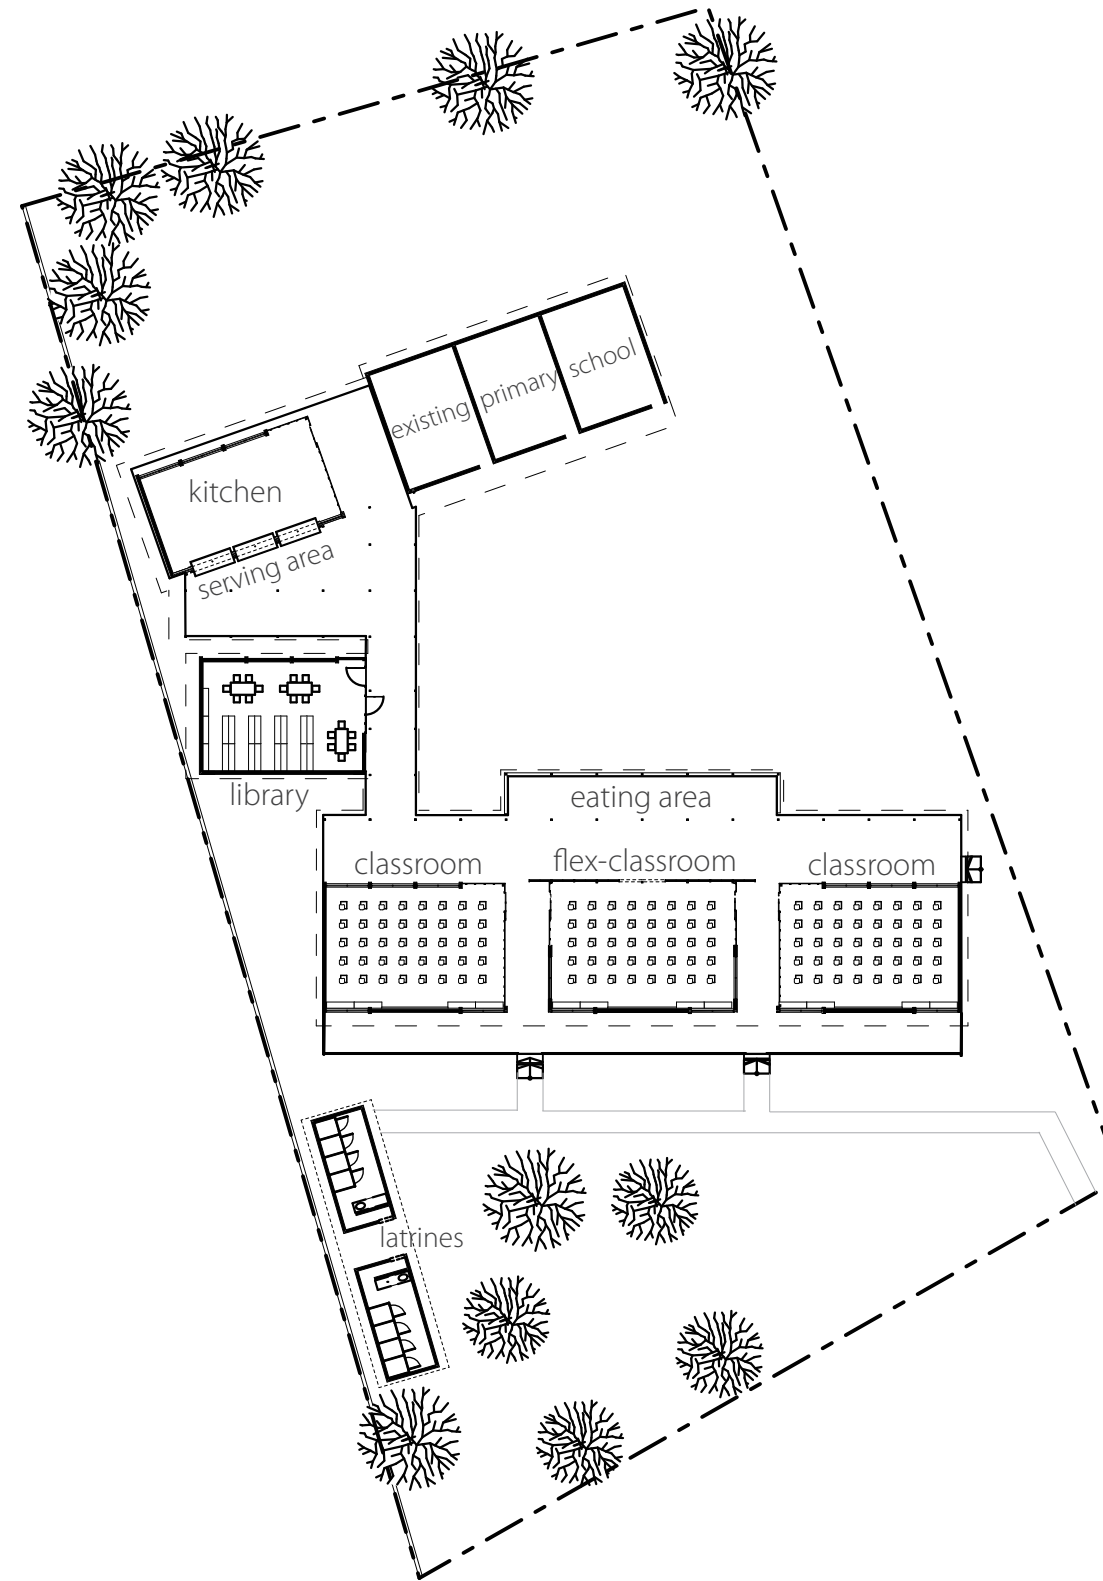 existing primary school
kitchen
serving area
library
eating area
classroom
flex-classroom
classroom
latrines